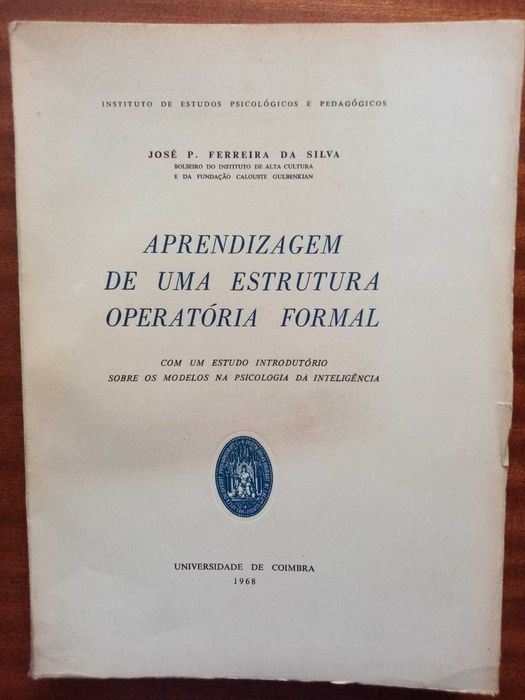 INSTITUTO DE ESTUDOS PSICOLÓGICOS E PEDAGÓGICOS
JOSÉ P. FERREIRA DA SILVA
BOLSEIRO DO INSTITUTO DE ALTA CULTURA
E DA FUNDAÇÃO CALOUSTE GULBENKIAN
APRENDIZAGEM
DE UMA ESTRUTURA
OPERATÓRIA FORMAL
COM UM ESTUDO INTRODUTÓRIO
SOBRE OS MODELOS NA PSICOLOGIA DA INTELIGÊNCIA
UNIVERSIDADE DE COIMBRA
1968